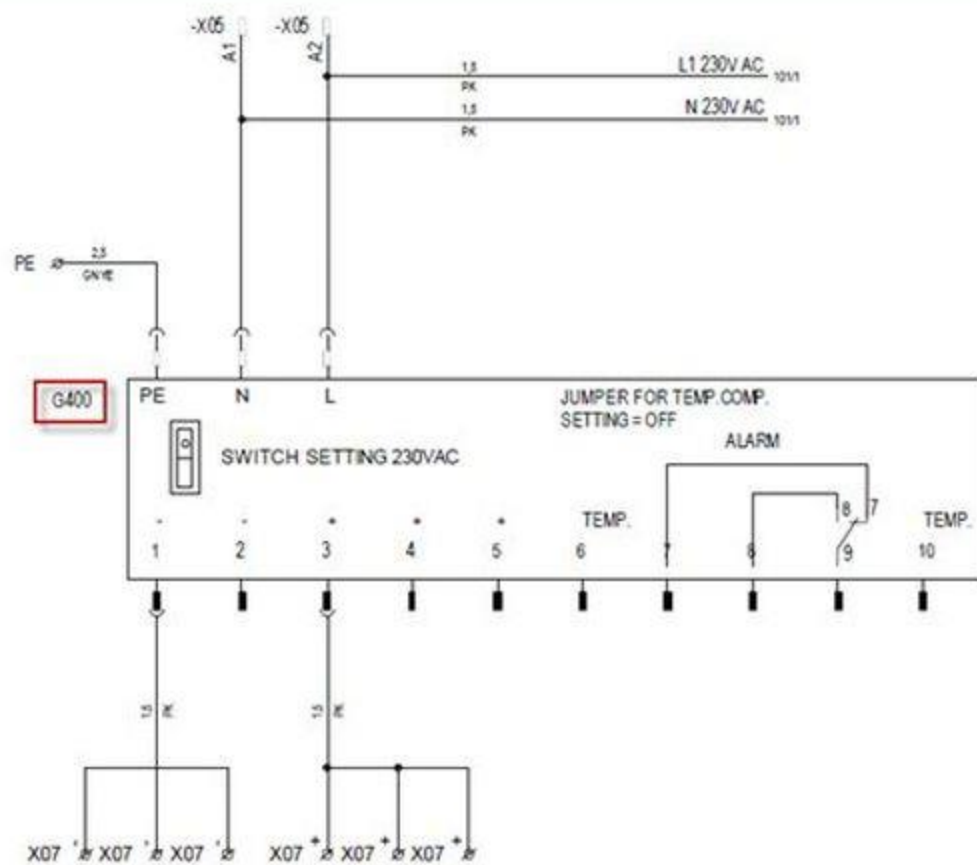 -X05 -X05
A1 A2
1,5 L1 230V AC 101/1
PK
1,5 N 230V AC 101/1
PK
PE 2,5
GNYE
G400 PE N L JUMPER FOR TEMP.COMP.
SETTING = OFF
ALARM
SWITCH SETTING 230VAC
8 7
- - + + + TEMP. TEMP.
1 2 3 4 5 6 7 8 9 10
1,5 PK 1,5 PK
X07 - X07 - X07 - X07 + X07 + X07 +